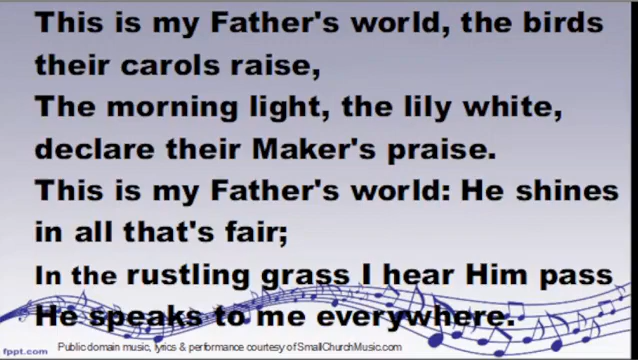 This is my Father's world, the birds
their carols raise,
The morning light, the lily white,
declare their Maker's praise.
This is my Father's world: He shines
in all that's fair;
In the rustling grass I hear Him pass
He speaks to me everywhere.
Public domain music, lyrics & performance courtesy of SmallChurchMusic.com
fppt.com